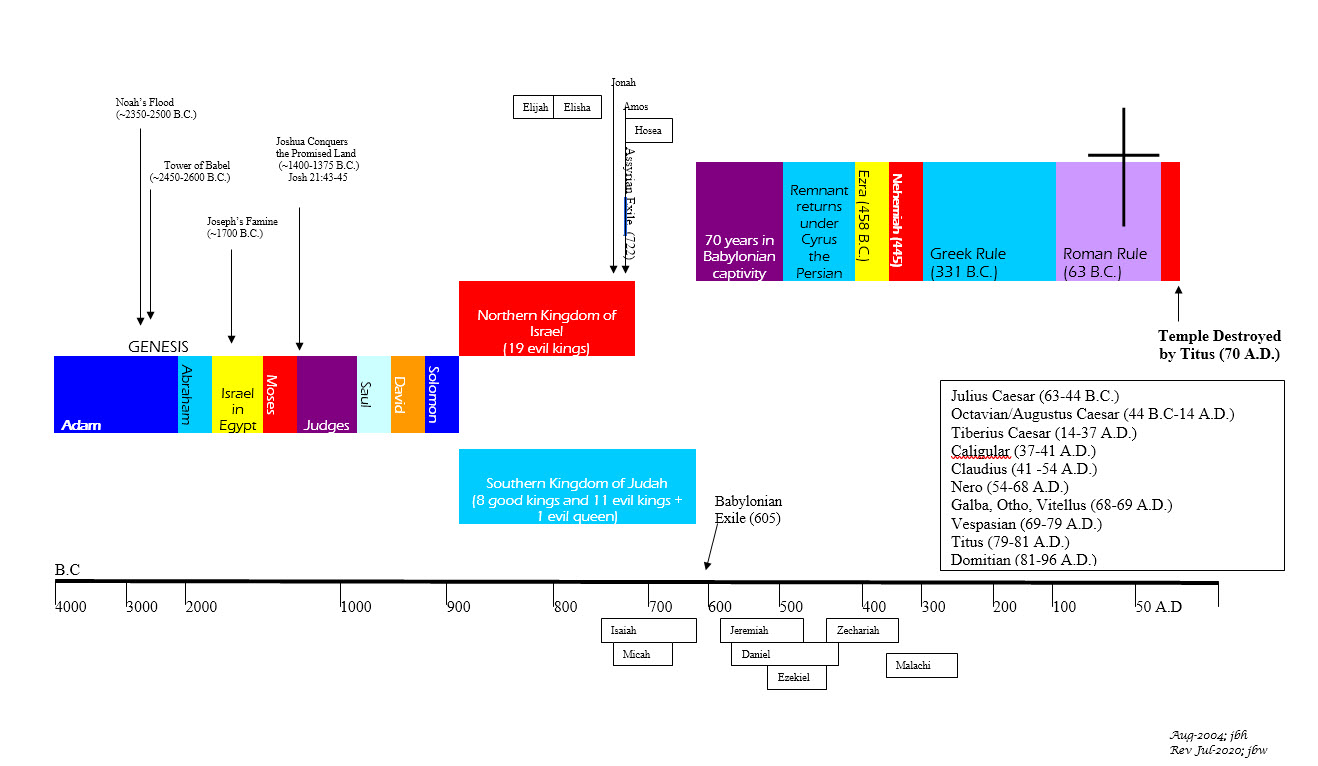 Jonah
Elijah
Elisha
Amos
Hosea
Noah's Flood
(~2350-2500 B.C.)
Tower of Babel
(~2450-2600 B.C.)
Joshua Conquers
the Promised Land
(~1400-1375 B.C.)
Josh 21:43-45
Joseph's Famine
(~1700 B.C.)
Assyrian Exile (722)
70 years in
Babylonian
captivity
Remnant
returns
under
Cyrus
the
Persian
Ezra (458 B.C.)
Nehemiah (445)
Greek Rule
(331 B.C.)
Roman Rule
(63 B.C.)
Temple Destroyed
by Titus (70 A.D.)
Northern Kingdom of
Israel
(19 evil kings)
GENESIS
Adam
Abraham
Israel
in
Egypt
Moses
Judges
Saul
David
Solomon
Julius Caesar (63-44 B.C.)
Octavian/Augustus Caesar (44 B.C-14 A.D.)
Tiberius Caesar (14-37 A.D.)
Caligular (37-41 A.D.)
Claudius (41 -54 A.D.)
Nero (54-68 A.D.)
Galba, Otho, Vitellus (68-69 A.D.)
Vespasian (69-79 A.D.)
Titus (79-81 A.D.)
Domitian (81-96 A.D.)
Southern Kingdom of Judah
(8 good kings and 11 evil kings +
1 evil queen)
Babylonian
Exile (605)
B.C
4000 3000 2000 1000 900 800 700 600 500 400 300 200 100 50 A.D
Isaiah
Micah
Jeremiah
Daniel
Ezekiel
Zechariah
Malachi
Aug-2004; jbh
Rev Jul-2020; jbw